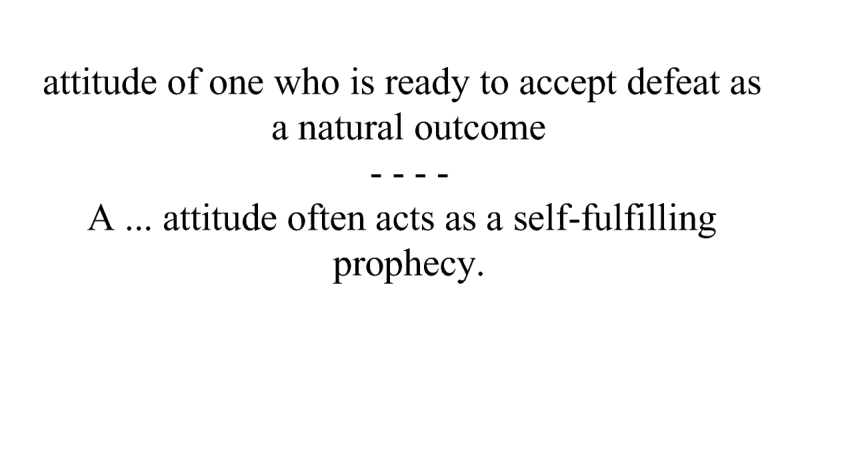 attitude of one who is ready to accept defeat as
a natural outcome
- - - -
A ... attitude often acts as a self-fulfilling
prophecy.